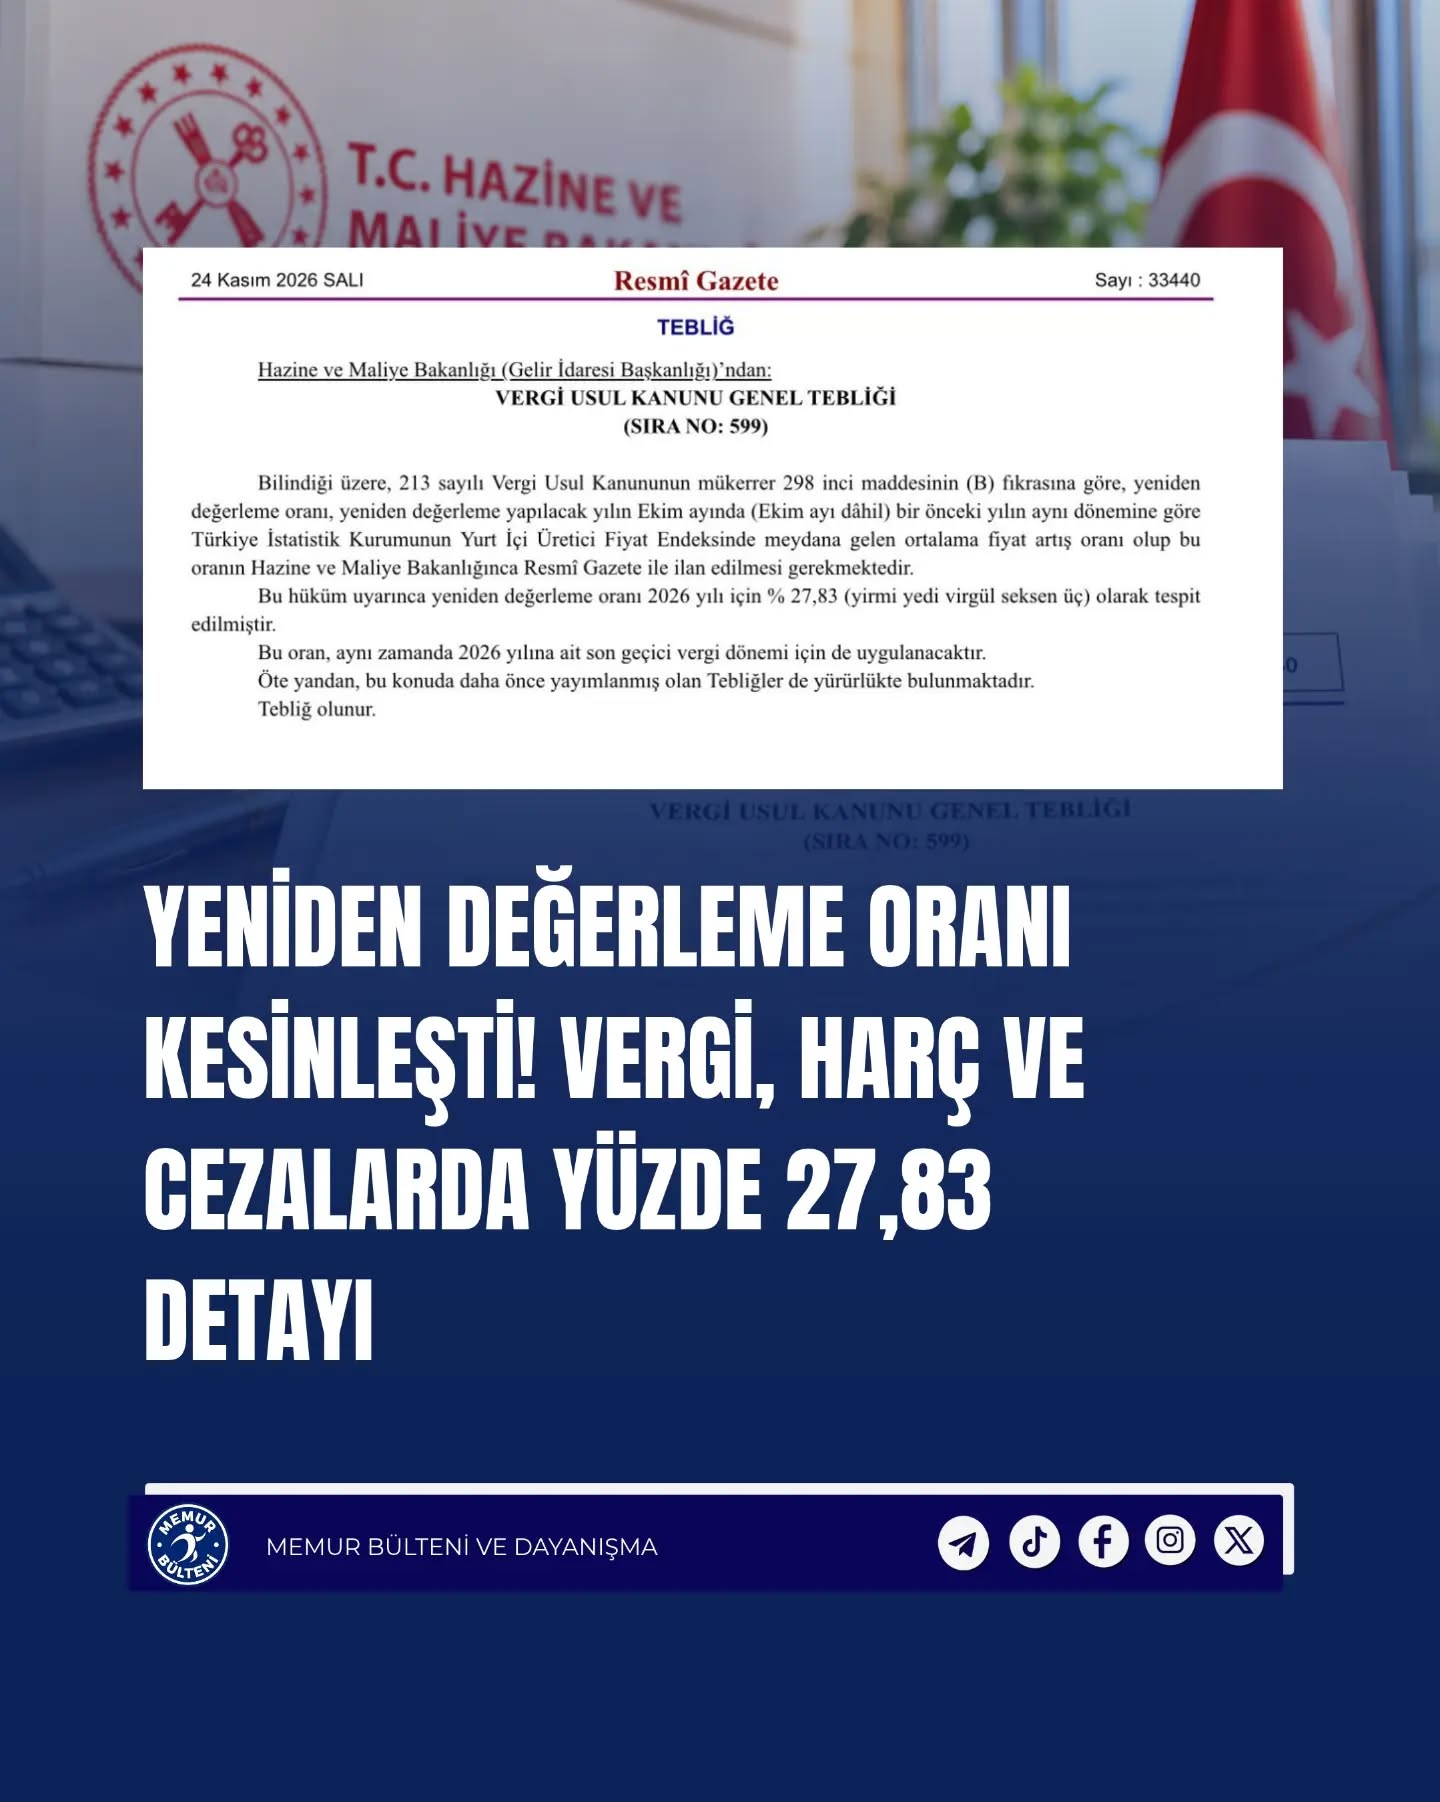 T.C. HAZİNE VE
MALİYE
24 Kasım 2026 SALI
Resmî Gazete
Sayı : 33440
TEBLİĞ
Hazine ve Maliye Bakanlığı (Gelir İdaresi Başkanlığı)’ndan:
VERGİ USUL KANUNU GENEL TEBLİĞİ
(SIRA NO: 599)
Bilindiği üzere, 213 sayılı Vergi Usul Kanununun mükerrer 298 inci maddesinin (B) fıkrasına göre, yeniden
değerleme oranı, yeniden değerleme yapılacak yılın Ekim ayında (Ekim ayı dâhil) bir önceki yılın aynı dönemine göre
Türkiye İstatistik Kurumunun Yurt İçi Üretici Fiyat Endeksinde meydana gelen ortalama fiyat artış oranı olup bu
oranın Hazine ve Maliye Bakanlığınca Resmî Gazete ile ilan edilmesi gerekmektedir.
Bu hüküm uyarınca yeniden değerleme oranı 2026 yılı için % 27,83 (yirmi yedi virgül seksen üç) olarak tespit
edilmiştir.
Bu oran, aynı zamanda 2026 yılına ait son geçici vergi dönemi için de uygulanacaktır.
Öte yandan, bu konuda daha önce yayımlanmış olan Tebliğler de yürürlükte bulunmaktadır.
Tebliğ olunur.
VERGİ USUL KANUNU GENEL TEBLİĞİ
(SIRA NO: 599)
YENİDEN DEĞERLEME ORANI
KESİNLEŞTİ! VERGİ, HARÇ VE
CEZALARDA YÜZDE 27,83
DETAYI
MEMUR
BÜLTENİ
MEMUR BÜLTENİ VE DAYANIŞMA